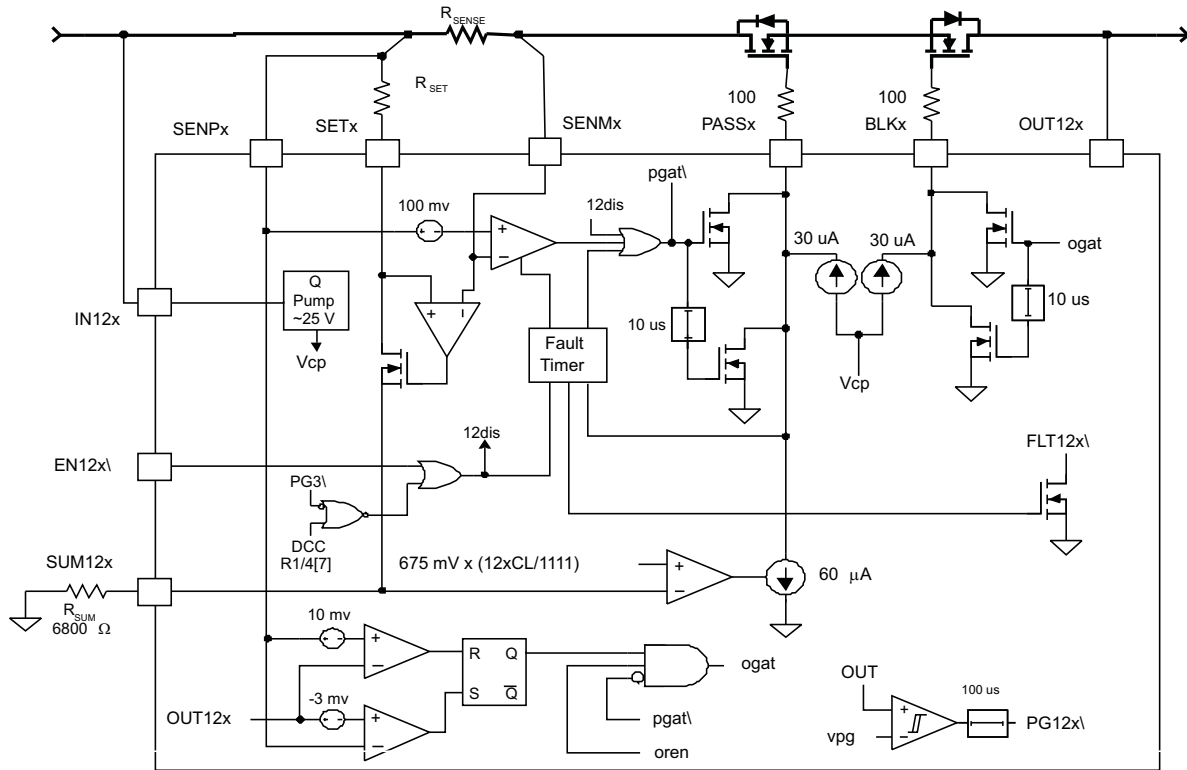 R SENSE
R SET
100
100
SENPx
SETx
SENMx
PASSx
BLKx
OUT12x
pgat\
100 mv
12dis
+
−
30 uA
30 uA
ogat
Q
Pump
~25 V
IN12x
Vcp
+
−
10 us
10 us
Fault
Timer
Vcp
12dis
FLT12x\
EN12x\
PG3\
DCC
R1/4[7]
SUM12x
675 mV x (12xCL/1111)
+
−
60 μA
R SUM
6800 Ω
10 mv
+
−
R
Q
ogat
S
Q
-3 mv
OUT12x
+
−
pgat\
oren
OUT
100 us
+
−
vpg
PG12x\